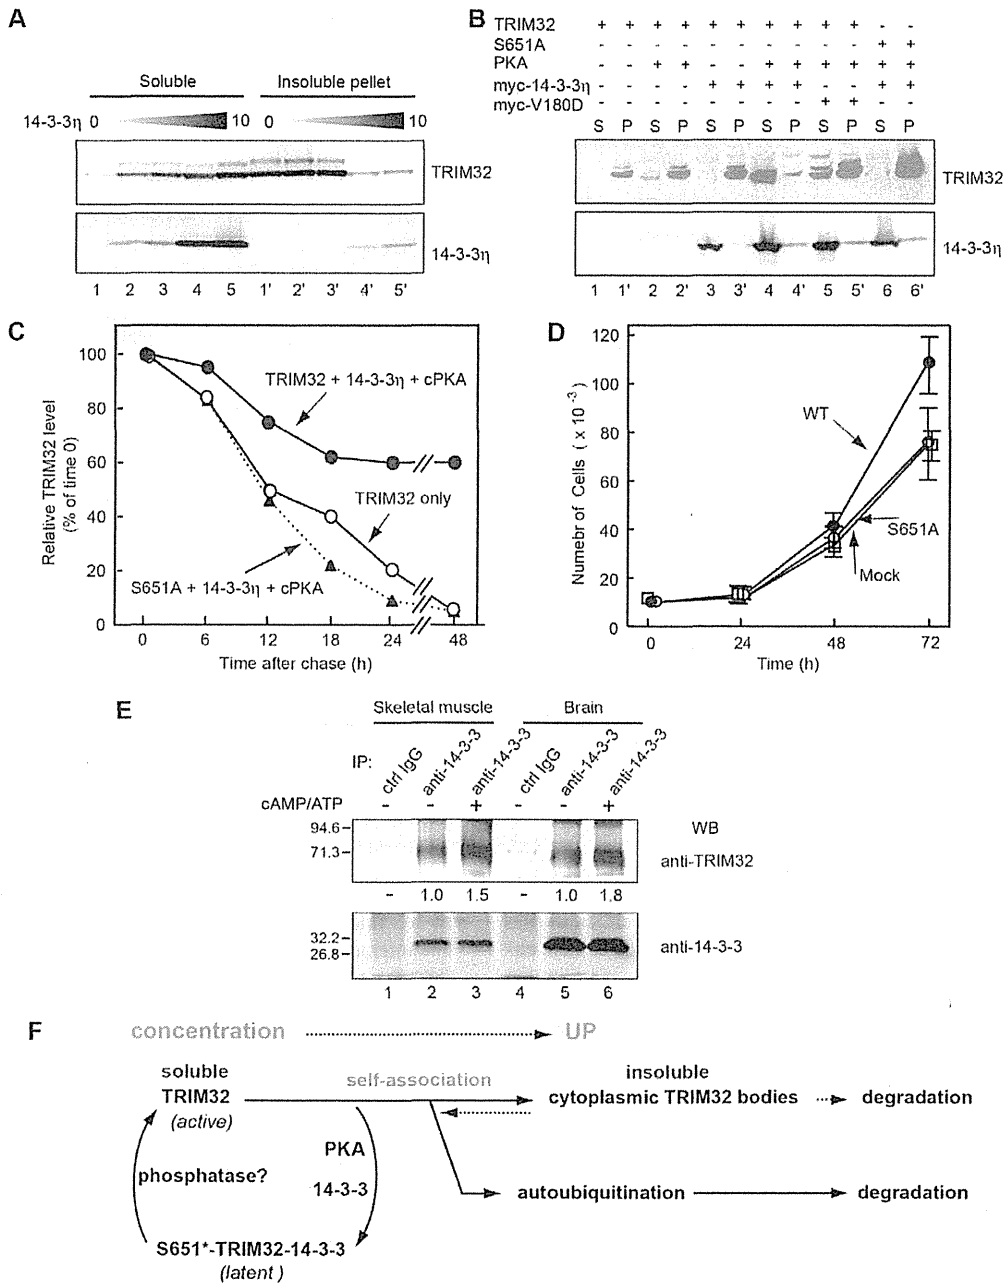 A
Soluble Insoluble pellet
14-3-3η 0 10 0 10
TRIM32
14-3-3η
1 2 3 4 5 1' 2' 3' 4' 5'
B
TRIM32 + + + + + + + + + + - -
S651A - - - - - - - - - - + +
PKA - - + + - - + + + + + +
myc-14-3-3η - - - - + + + + - - + +
myc-V180D - - - - - - - - + + - -
S P S P S P S P S P S P
TRIM32
14-3-3η
1 1' 2 2' 3 3' 4 4' 5 5' 6 6'
C
Relative TRIM32 level
(% of time 0)
100
80
60
40
20
0
TRIM32 + 14-3-3η + cPKA
TRIM32 only
S651A + 14-3-3η + cPKA
0 6 12 18 24 48
Time after chase (h)
D
Numebr of Cells ( x 10 -3)
120
100
80
60
40
20
0
WT
S651A
Mock
0 24 48 72
Time (h)
E
Skeletal muscle Brain
IP: ctrl IgG anti-14-3-3 anti-14-3-3 ctrl IgG anti-14-3-3 anti-14-3-3
cAMP/ATP - - + - - +
94.6
71.3
WB
anti-TRIM32
- 1.0 1.5 - 1.0 1.8
32.2
26.8
anti-14-3-3
1 2 3 4 5 6
F
concentration UP
soluble
TRIM32
(active)
self-association
insoluble
cytoplasmic TRIM32 bodies
degradation
PKA
14-3-3
phosphatase?
autoubiquitination
degradation
S651*-TRIM32-14-3-3
(latent )